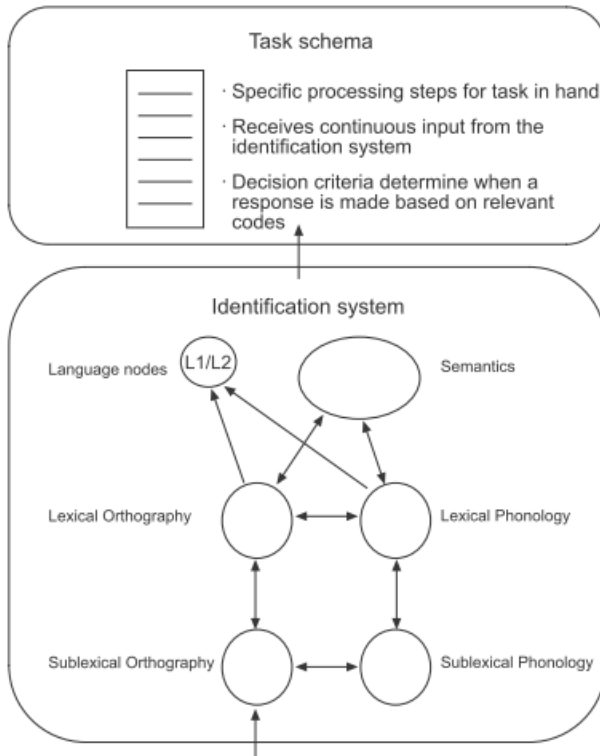 Task schema
· Specific processing steps for task in hand
· Receives continuous input from the
identification system
· Decision criteria determine when a
response is made based on relevant
codes
Identification system
Language nodes
L1/L2
Semantics
Lexical Orthography
Lexical Phonology
Sublexical Orthography
Sublexical Phonology